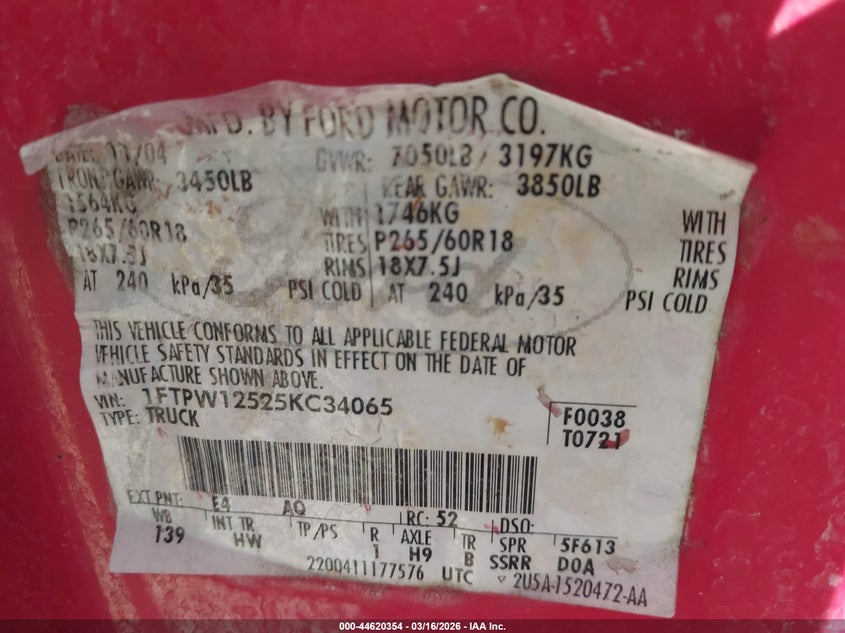 MFD. BY FORD MOTOR CO.
DATE: 11/04 GVWR: 7050LB / 3197KG
FRONT GAWR: 3450LB REAR GAWR: 3850LB
1564KG WITH 1746KG WITH
P265/60R18 TIRES P265/60R18 TIRES
18X7.5J RIMS 18X7.5J RIMS
AT 240 kPa/35 PSI COLD AT 240 kPa/35 PSI COLD
THIS VEHICLE CONFORMS TO ALL APPLICABLE FEDERAL MOTOR
VEHICLE SAFETY STANDARDS IN EFFECT ON THE DATE OF
MANUFACTURE SHOWN ABOVE.
VIN: 1FTPW12525KC34065 F0038
TYPE: TRUCK T0721
EXT PNT: E4 AQ RC: 52 DSO:
WB INT TR TP/PS R AXLE TR SPR 5F613
139 HW 1 H9 B SSRR D0A
2200411177576 UTC 2U5A-1520472-AA
000-44620354 | 03/16/2026 | IAA Inc.